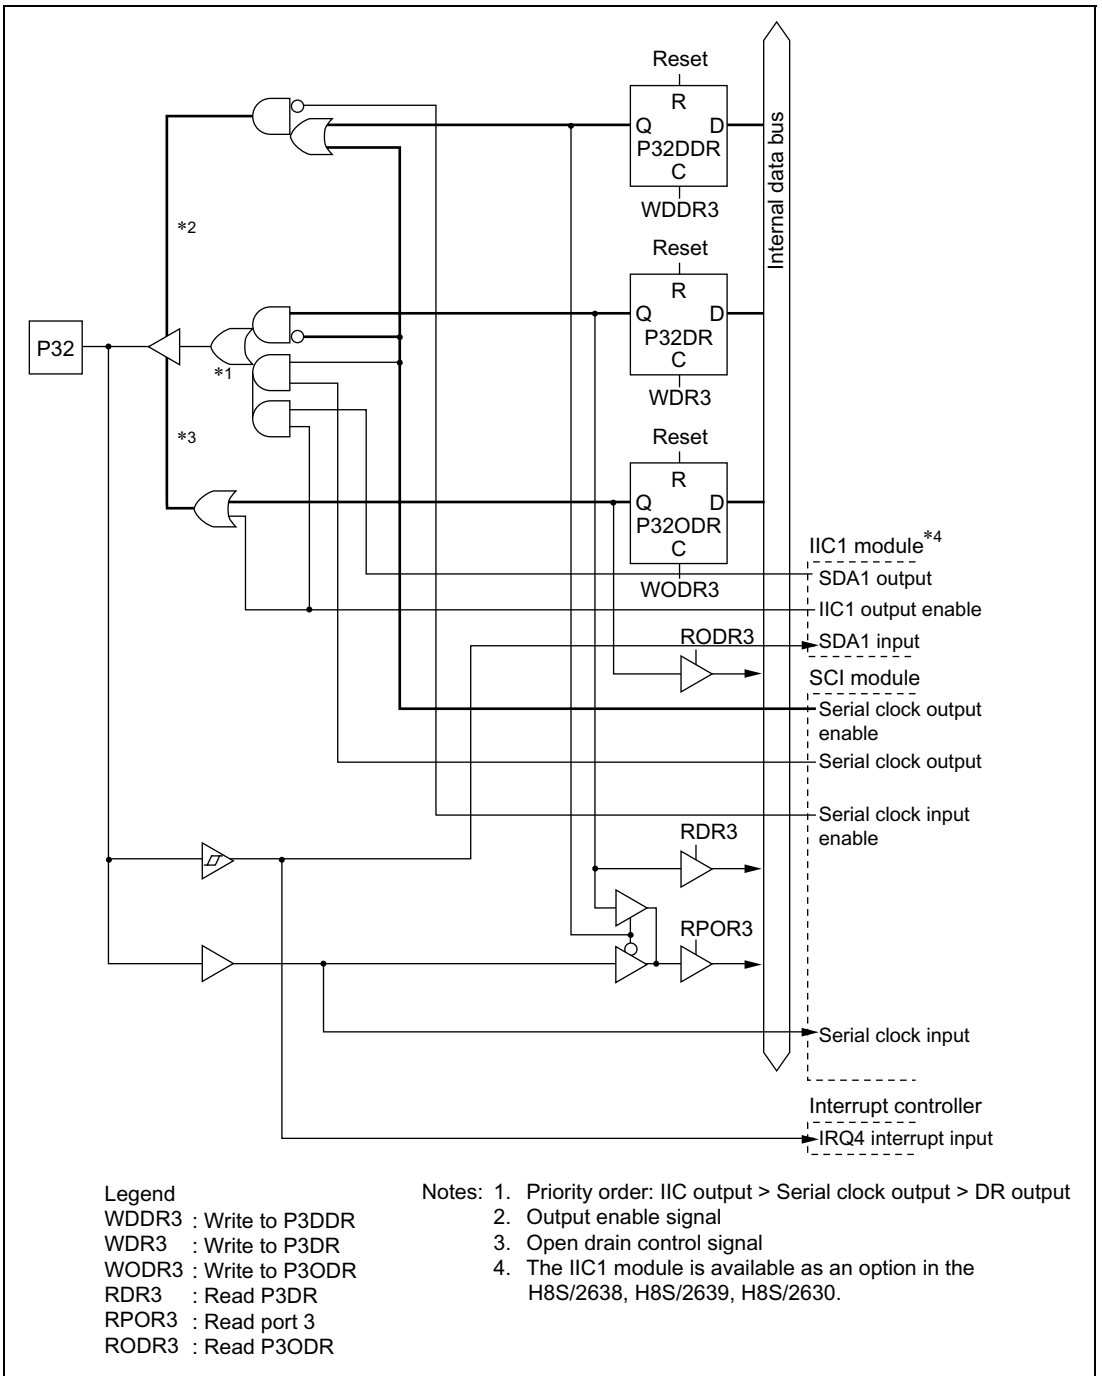 Reset
R
Q D
P32DDR
C
WDDR3
Internal data bus
*2
Reset
R
Q D
P32DR
C
WDR3
P32
*1
*3
Reset
R
Q D
P32ODR
C
WODR3
IIC1 module*4
SDA1 output
IIC1 output enable
SDA1 input
RODR3
SCI module
Serial clock output
enable
Serial clock output
Serial clock input
enable
RDR3
RPOR3
Serial clock input
Interrupt controller
IRQ4 interrupt input
Legend
WDDR3 : Write to P3DDR
WDR3 : Write to P3DR
WODR3 : Write to P3ODR
RDR3 : Read P3DR
RPOR3 : Read port 3
RODR3 : Read P3ODR
Notes: 1. Priority order: IIC output > Serial clock output > DR output
2. Output enable signal
3. Open drain control signal
4. The IIC1 module is available as an option in the
H8S/2638, H8S/2639, H8S/2630.